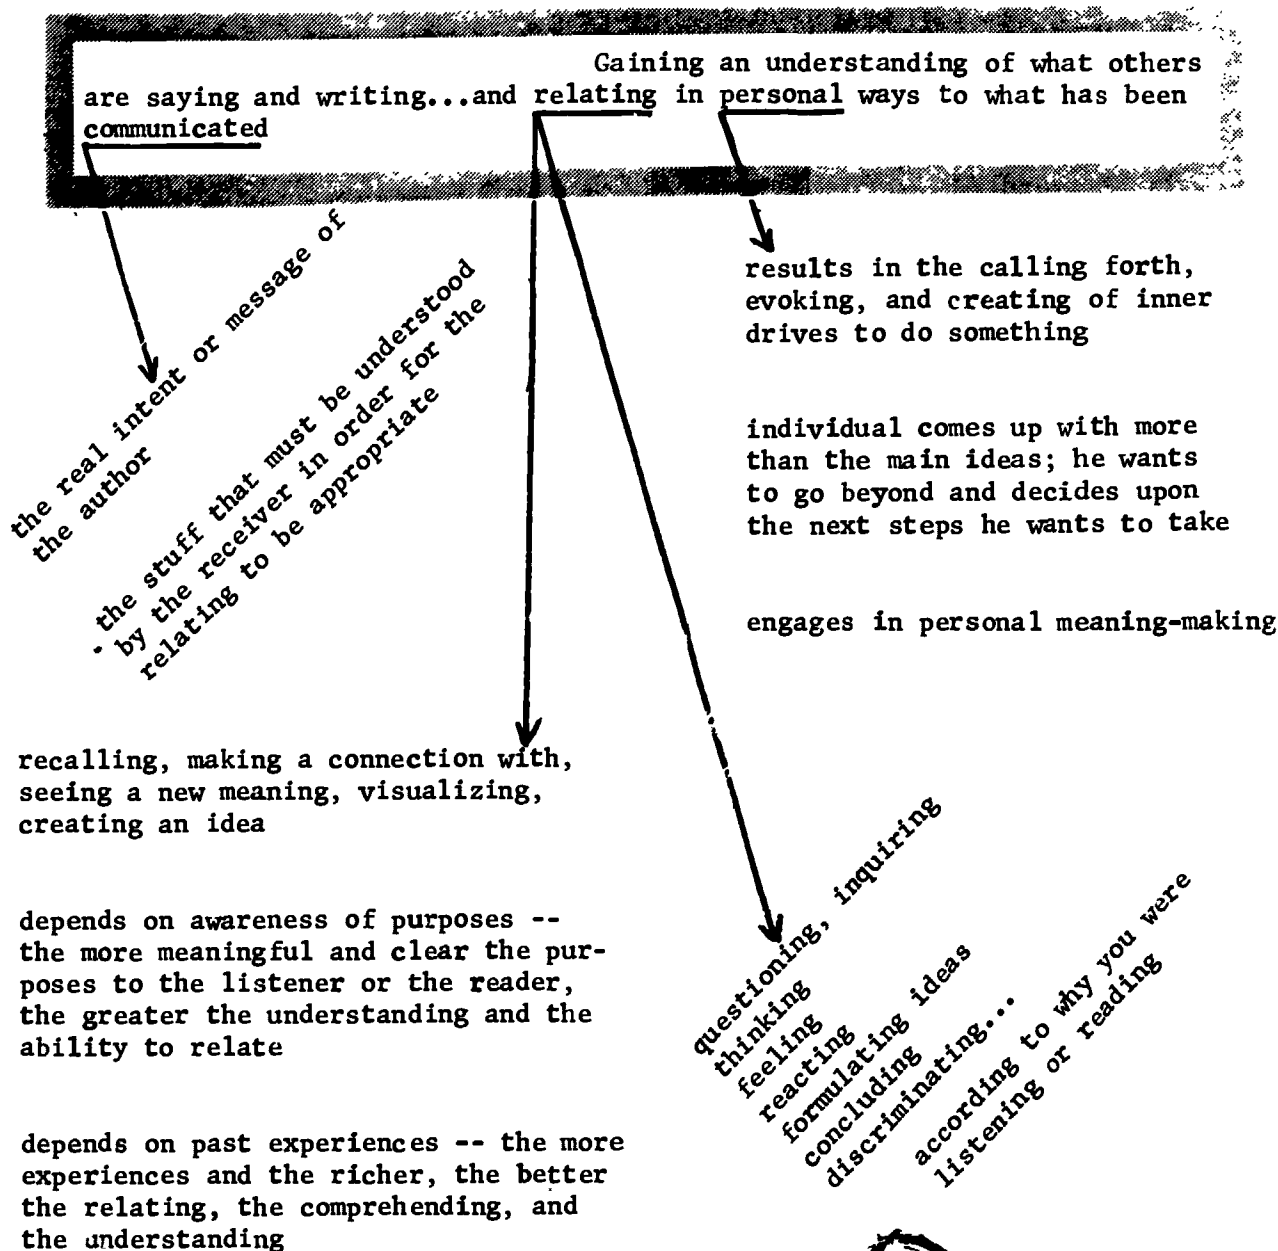 Gaining an understanding of what others
are saying and writing...and relating in personal ways to what has been
communicated
the real intent or message of
the author
the stuff that must be understood
by the receiver in order for the
relating to be appropriate
results in the calling forth,
evoking, and creating of inner
drives to do something
individual comes up with more
than the main ideas; he wants
to go beyond and decides upon
the next steps he wants to take
engages in personal meaning-making
recalling, making a connection with,
seeing a new meaning, visualizing,
creating an idea
depends on awareness of purposes --
the more meaningful and clear the pur-
poses to the listener or the reader,
the greater the understanding and the
ability to relate
depends on past experiences -- the more
experiences and the richer, the better
the relating, the comprehending, and
the understanding
questioning, inquiring
thinking
feeling
reacting
formulating ideas
concluding
discriminating...
according to why you were
listening or reading